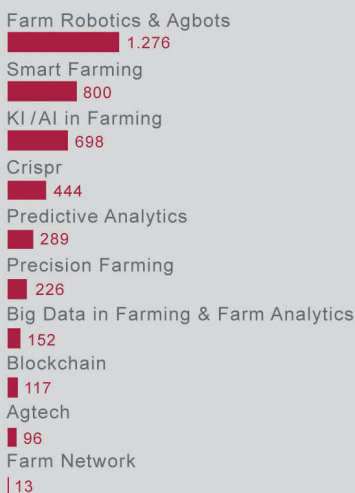 Farm Robotics & Agbots
1.276
Smart Farming
800
KI/AI in Farming
698
Crispr
444
Predictive Analytics
289
Precision Farming
226
Big Data in Farming & Farm Analytics
152
Blockchain
117
Agtech
96
Farm Network
13